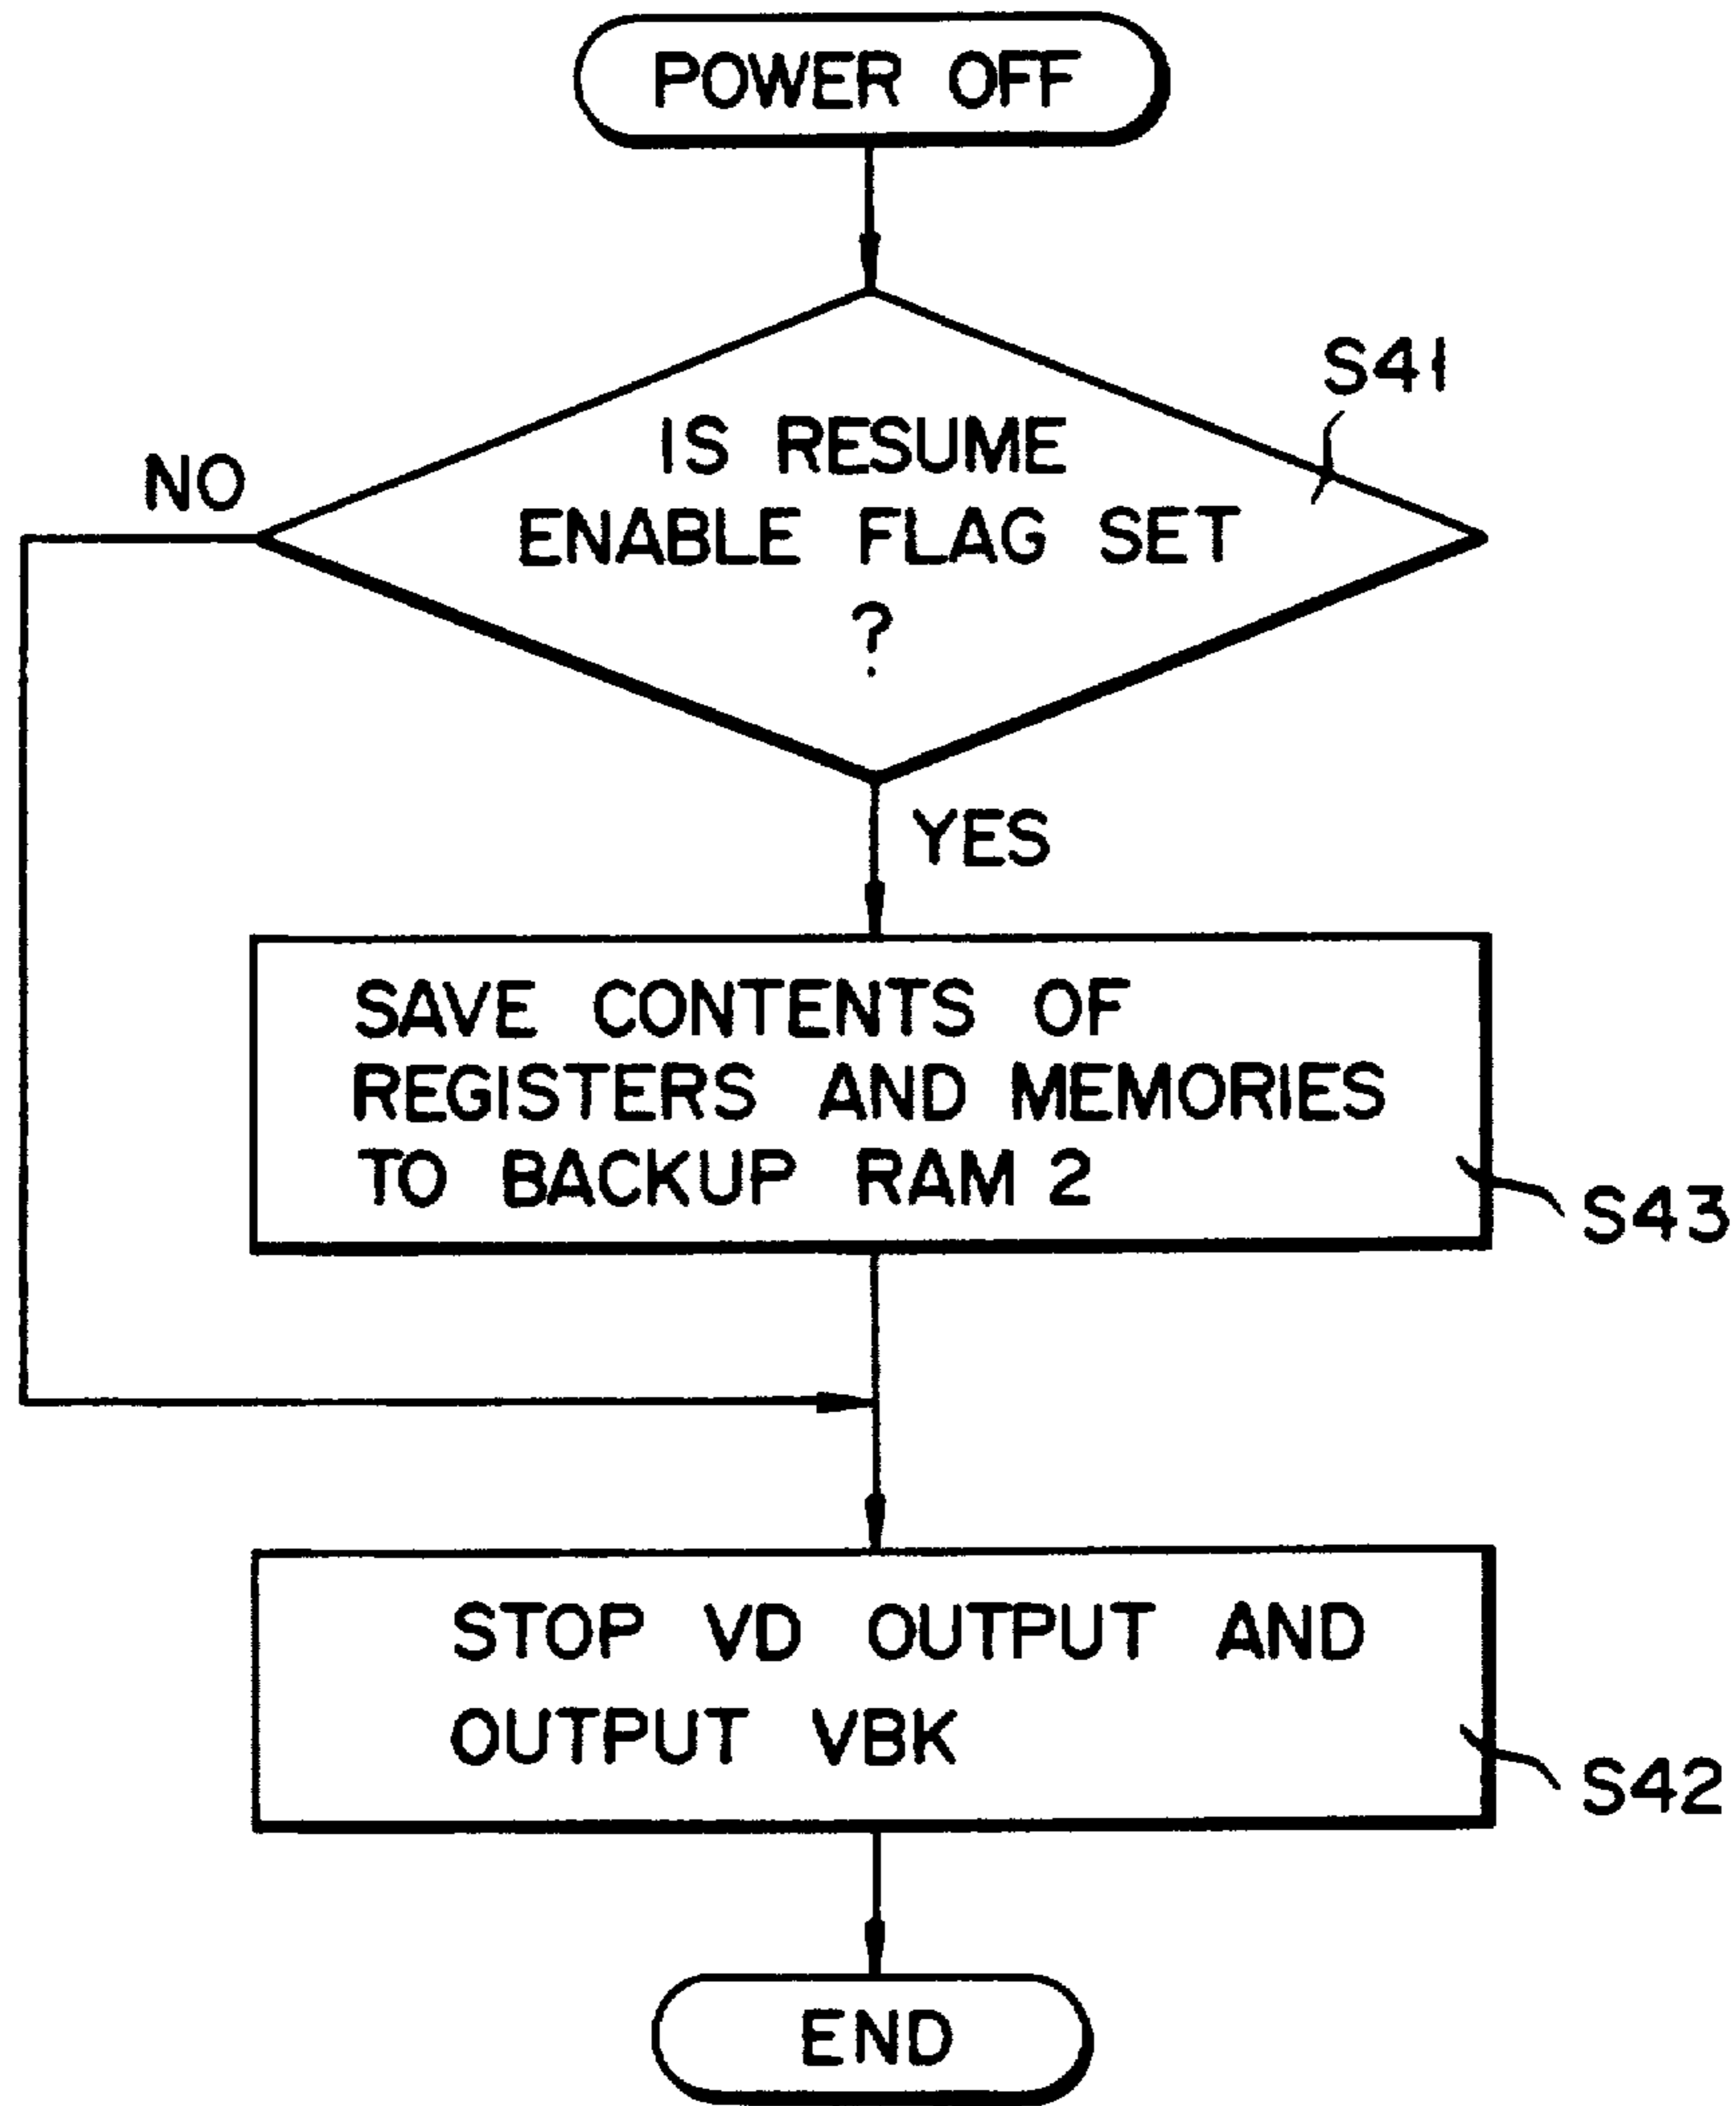 POWER OFF
S41
IS RESUME
ENABLE FLAG SET
?
NO
YES
SAVE CONTENTS OF
REGISTERS AND MEMORIES
TO BACKUP RAM 2
S43
STOP VD OUTPUT AND
OUTPUT VBK
S42
END